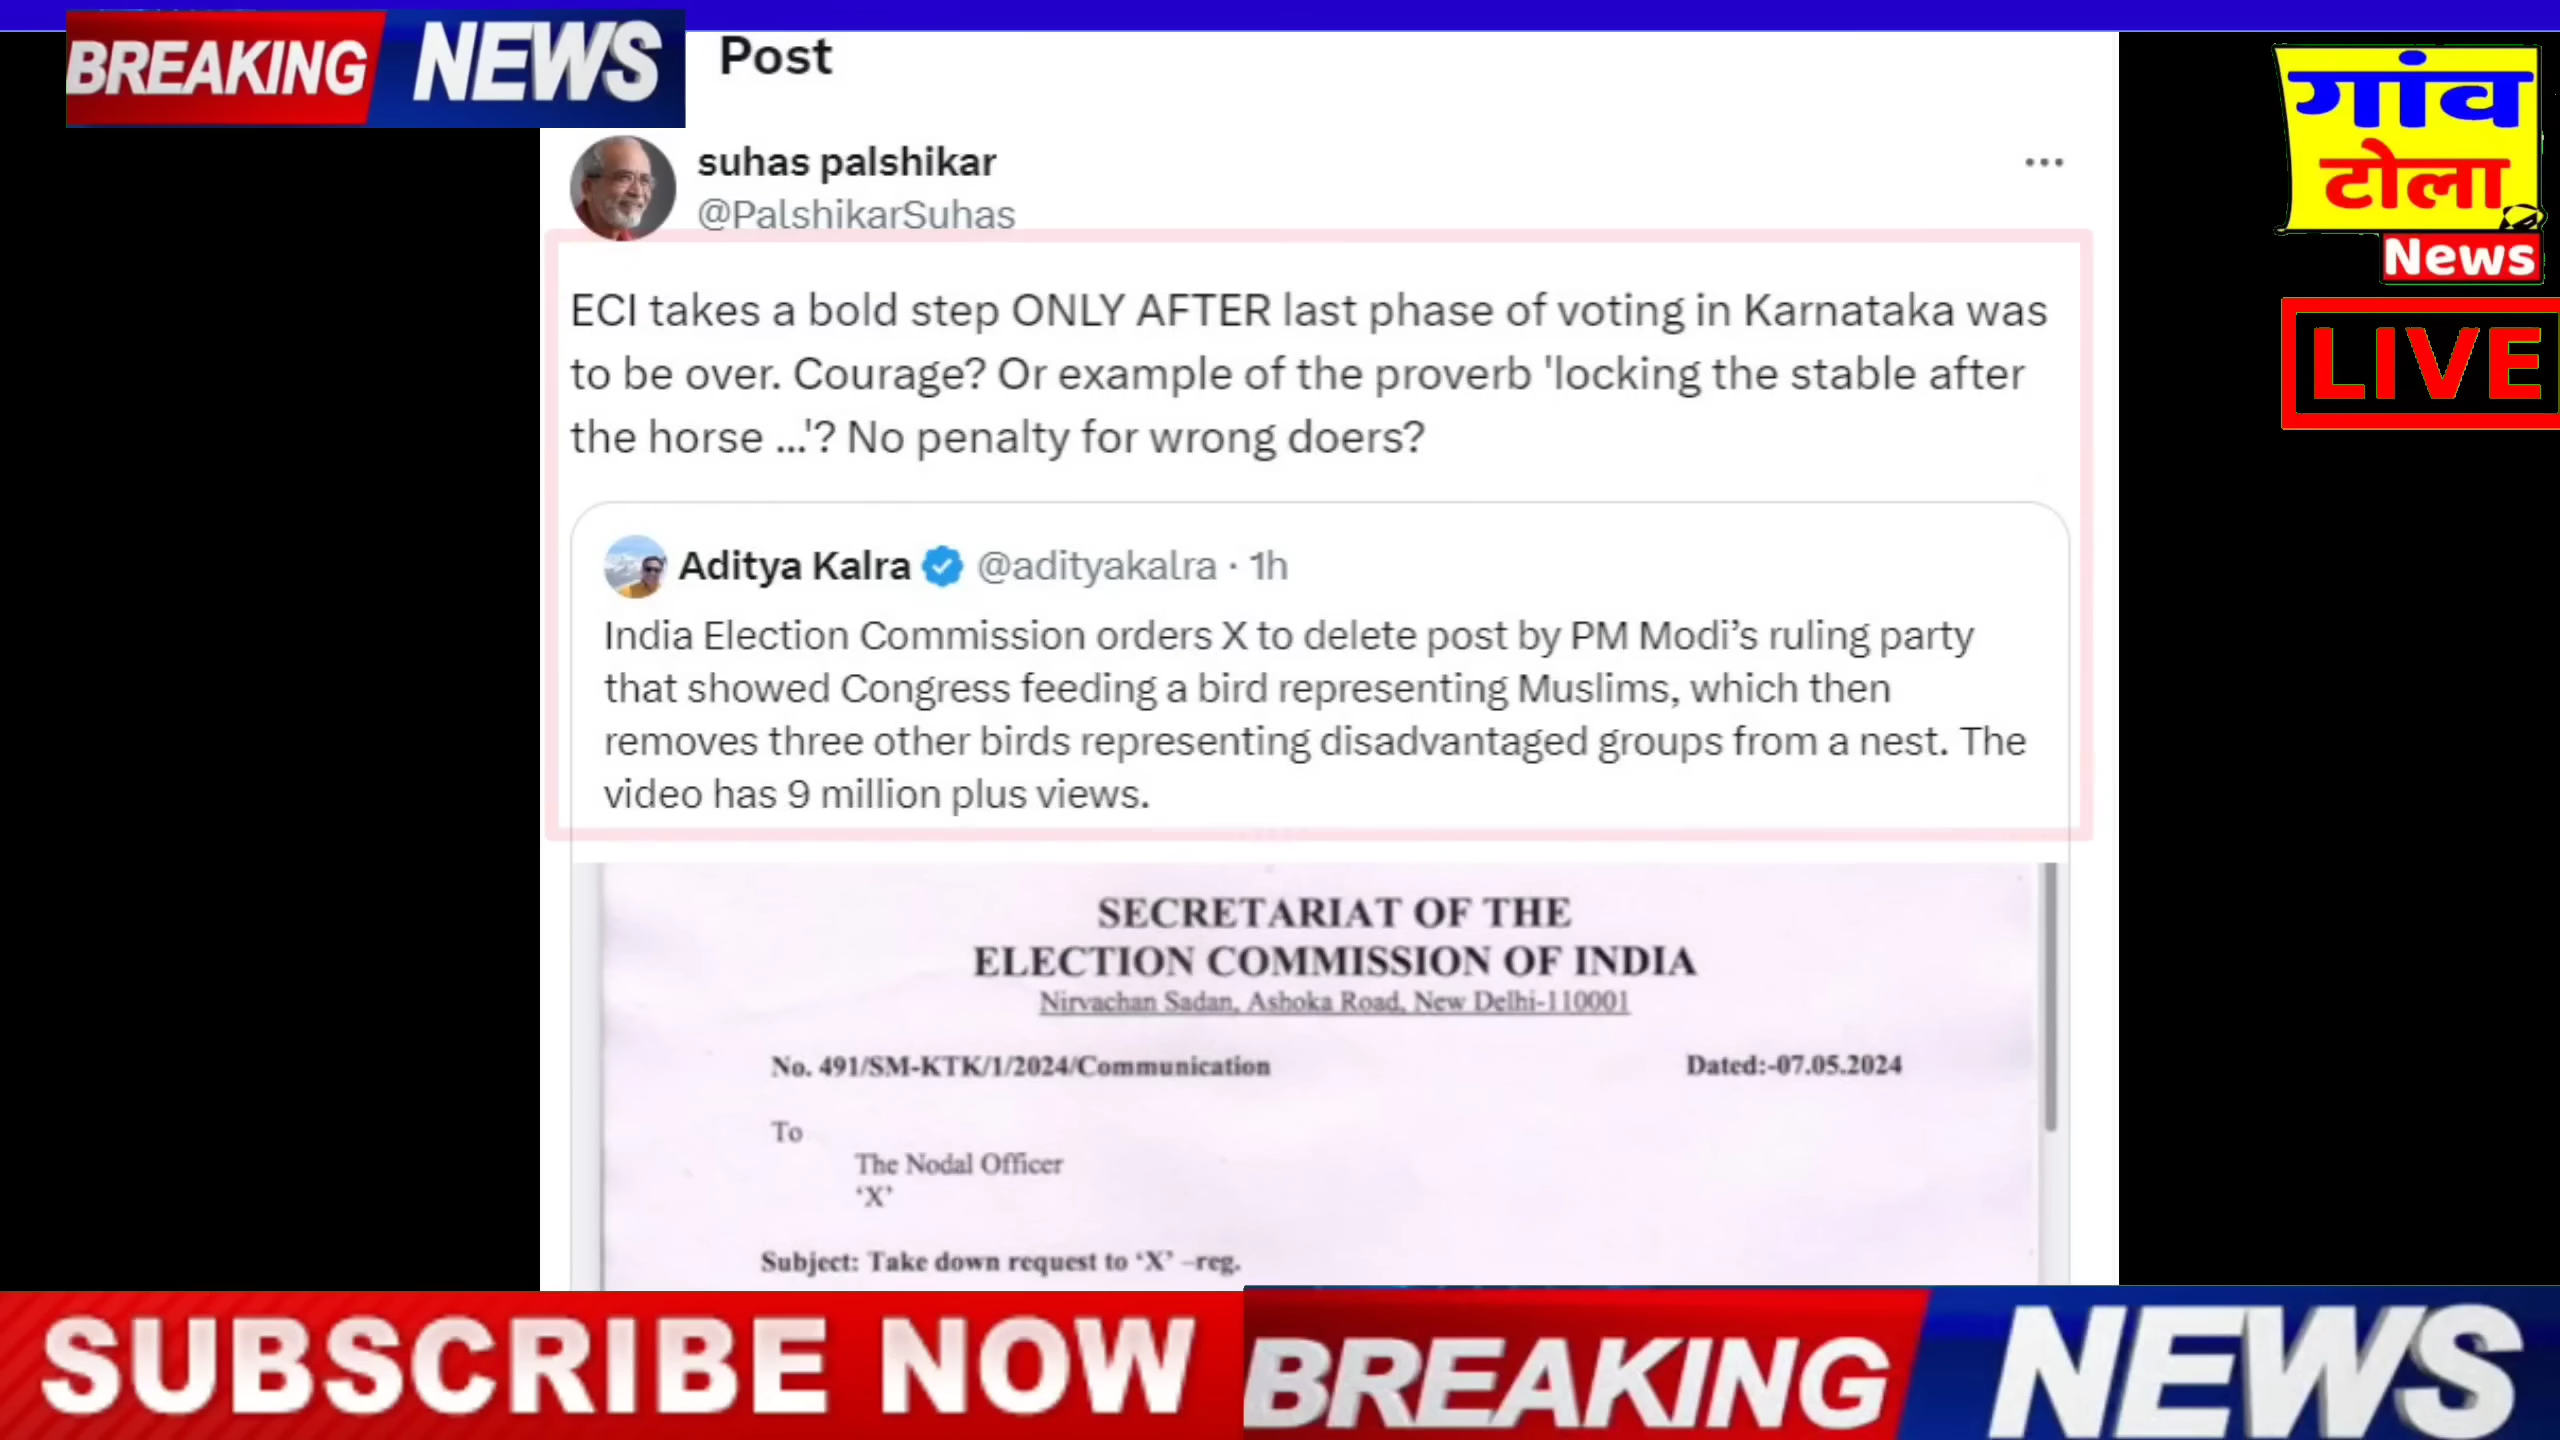 BREAKING NEWS
Post
गांव
टोला
News
LIVE
suhas palshikar
@PalshikarSuhas
ECI takes a bold step ONLY AFTER last phase of voting in Karnataka was
to be over. Courage? Or example of the proverb 'locking the stable after
the horse ...'? No penalty for wrong doers?
Aditya Kalra @adityakalra · 1h
India Election Commission orders X to delete post by PM Modi’s ruling party
that showed Congress feeding a bird representing Muslims, which then
removes three other birds representing disadvantaged groups from a nest. The
video has 9 million plus views.
SECRETARIAT OF THE
ELECTION COMMISSION OF INDIA
Nirvachan Sadan, Ashoka Road, New Delhi-110001
No. 491/SM-KTK/1/2024/Communication Dated:-07.05.2024
To
The Nodal Officer
‘X’
Subject: Take down request to ‘X’ –reg.
SUBSCRIBE NOW BREAKING NEWS